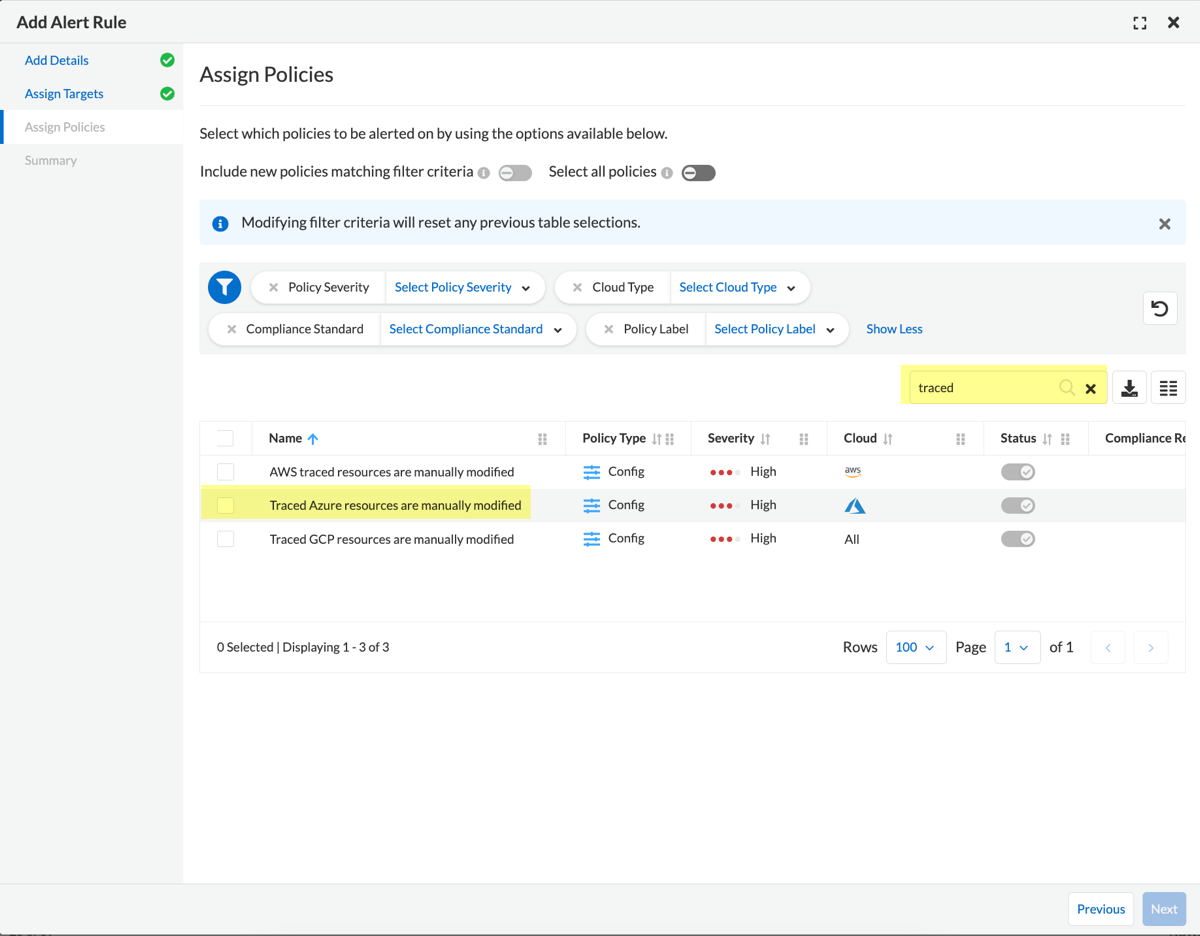 Add Alert Rule
Add Details
Assign Targets
Assign Policies
Summary
Assign Policies
Select which policies to be alerted on by using the options available below.
Include new policies matching filter criteria Select all policies
Modifying filter criteria will reset any previous table selections.
Policy Severity Select Policy Severity Cloud Type Select Cloud Type
Compliance Standard Select Compliance Standard Policy Label Select Policy Label Show Less
traced
Name Policy Type Severity Cloud Status Compliance Re
AWS traced resources are manually modified Config High aws
Traced Azure resources are manually modified Config High
Traced GCP resources are manually modified Config High All
0 Selected | Displaying 1 - 3 of 3 Rows 100 Page 1 of 1
Previous Next